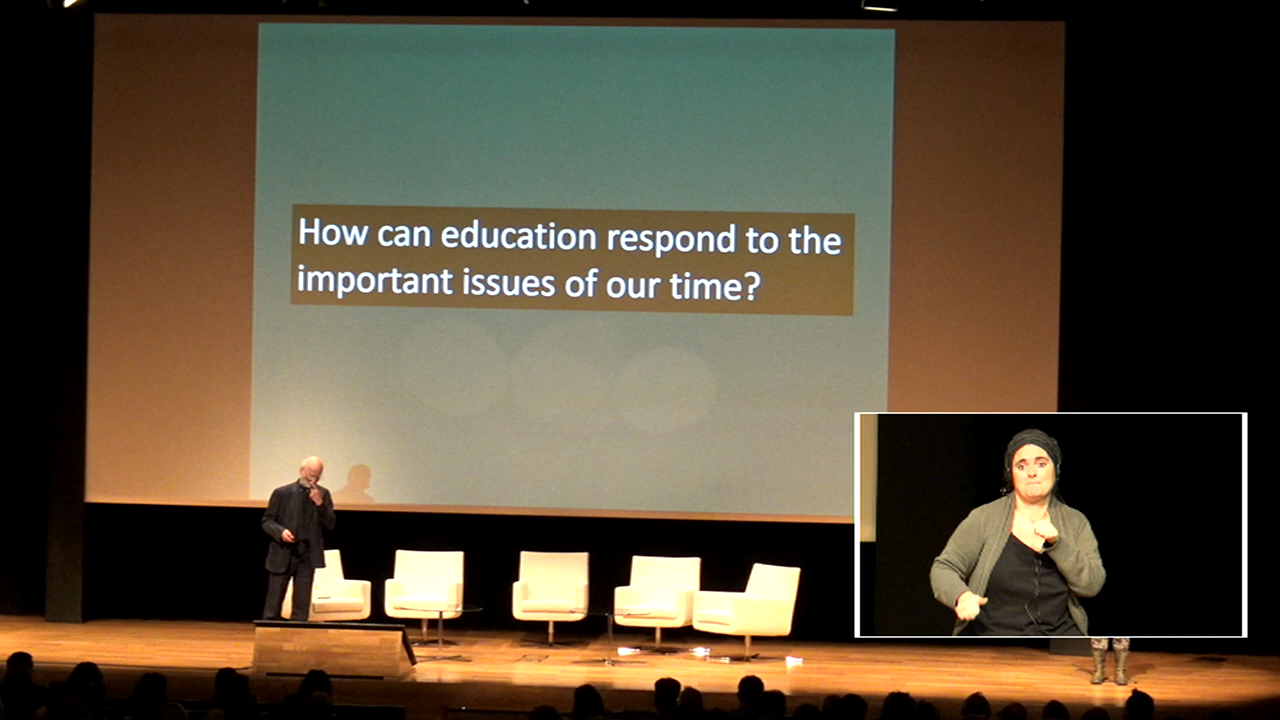 How can education respond to the
important issues of our time?